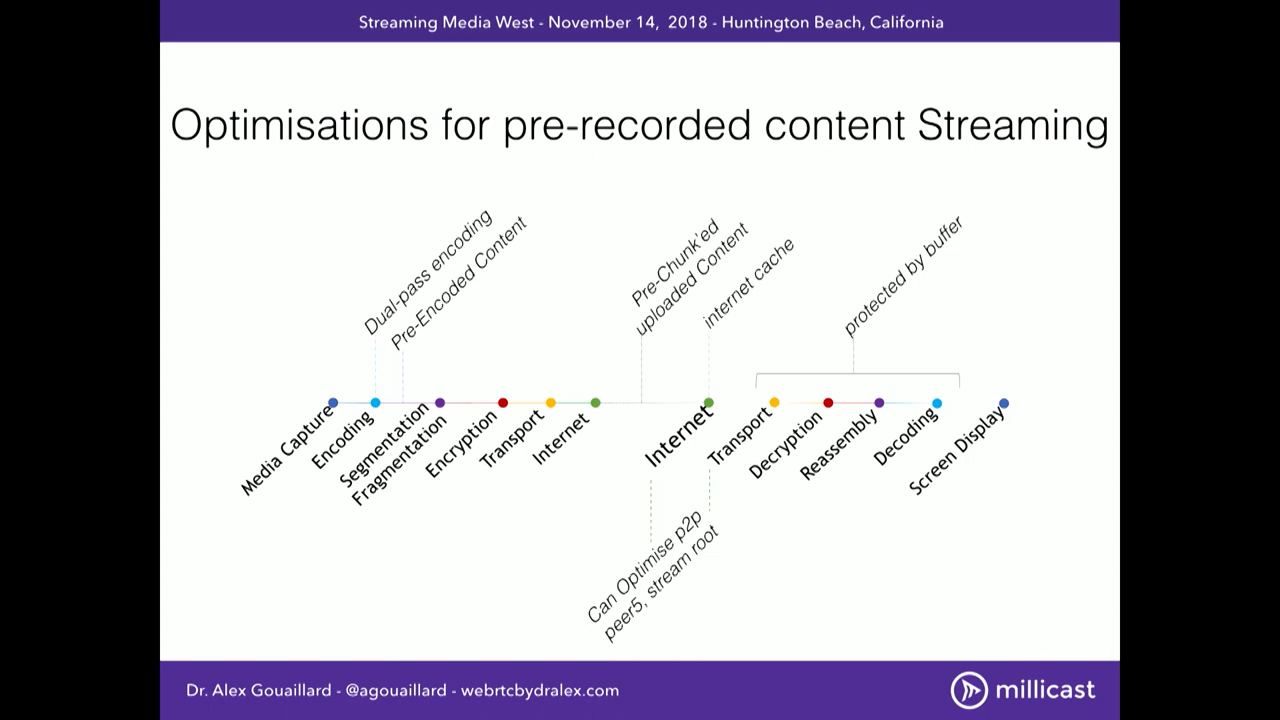 Streaming Media West - November 14, 2018 - Huntington Beach, California
Optimisations for pre-recorded content Streaming
Dual-pass encoding
Pre-Encoded Content
Pre-Chunk'ed
uploaded Content
internet cache
protected by buffer
Media Capture
Encoding
Segmentation
Fragmentation
Encryption
Transport
Internet
Internet
Transport
Decryption
Reassembly
Decoding
Screen Display
Can Optimise p2p
peer5, stream root
Dr. Alex Gouaillard - @agouaillard - webrtcbydralex.com
millicast